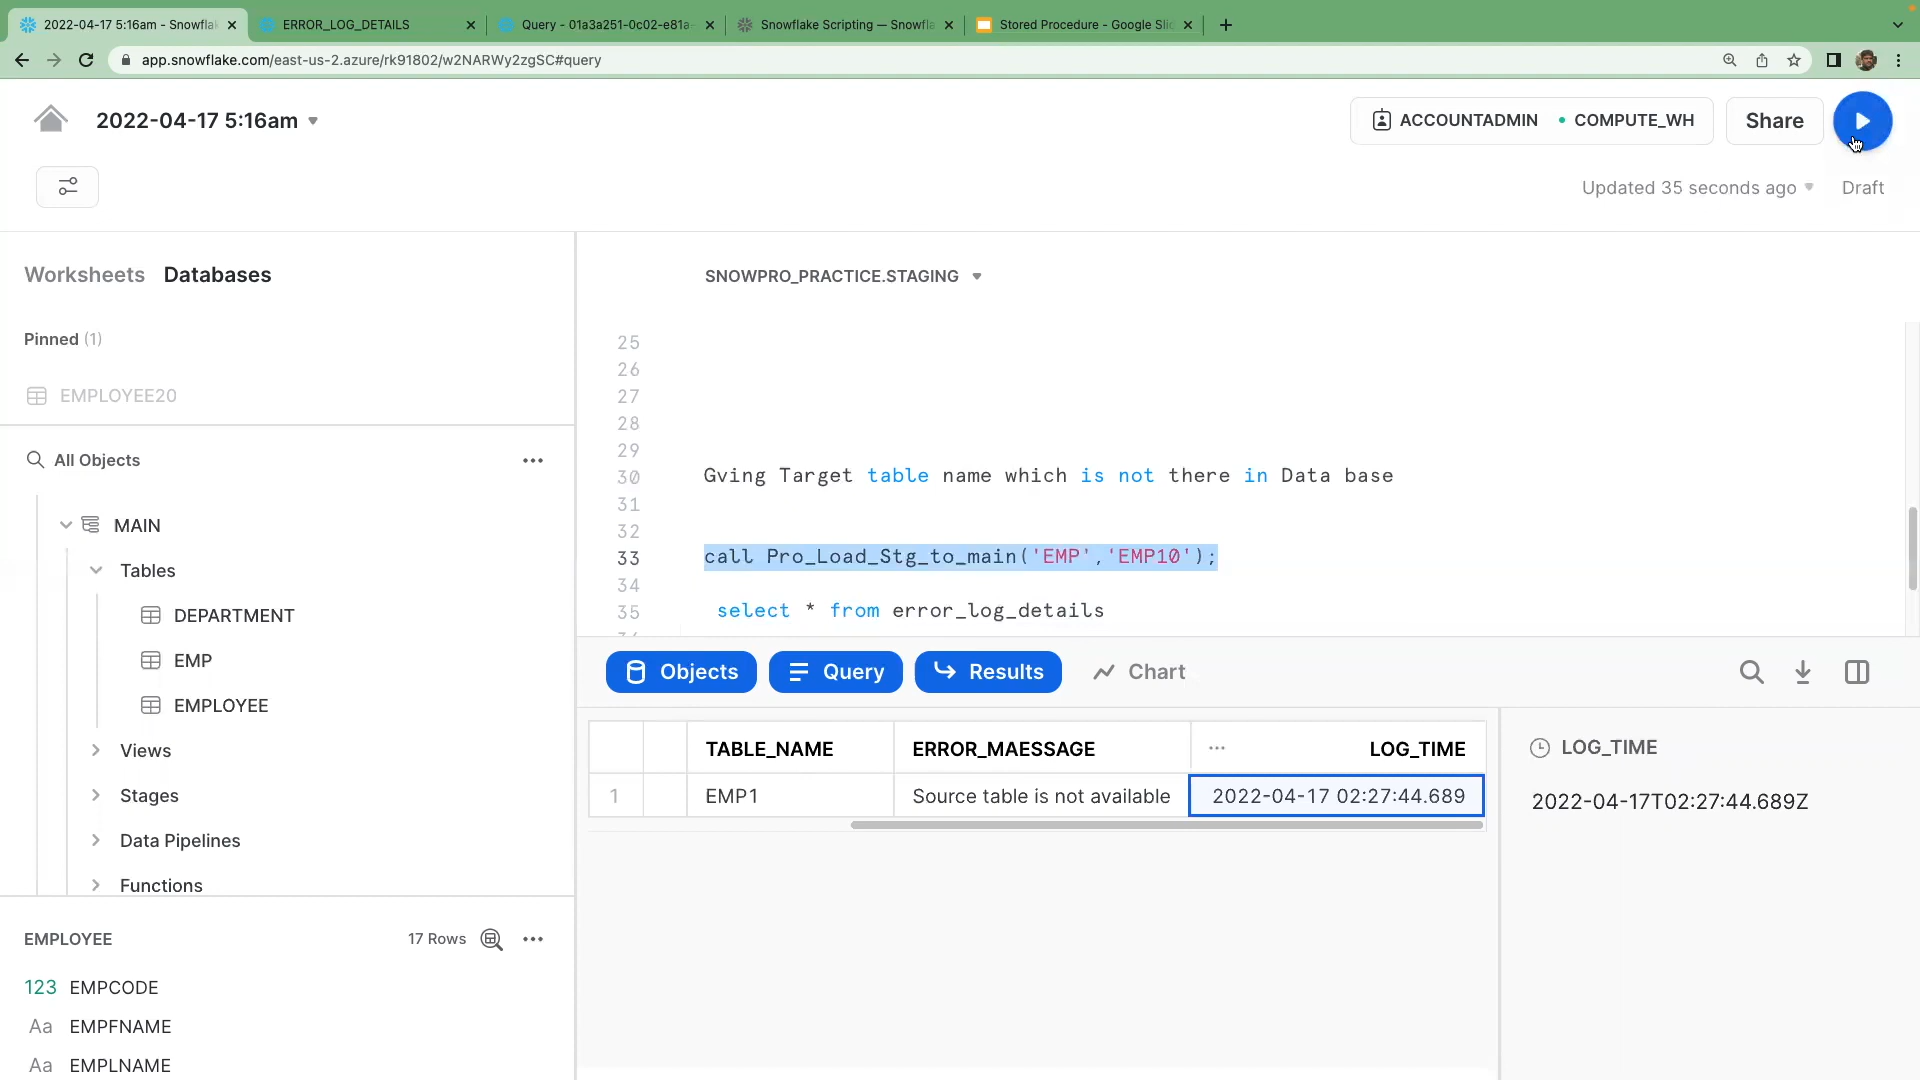 2022-04-17 5:16am - Snowfla
ERROR_LOG_DETAILS
Query - 01a3a251-0c02-e81a-
Snowflake Scripting — Snowfla
Stored Procedure - Google Slid
app.snowflake.com/east-us-2.azure/rk91802/w2NARWy2zgSC#query
2022-04-17 5:16am
ACCOUNTADMIN
COMPUTE_WH
Share
Updated 35 seconds ago
Draft
Worksheets
Databases
Pinned (1)
EMPLOYEE20
All Objects
MAIN
Tables
DEPARTMENT
EMP
EMPLOYEE
Views
Stages
Data Pipelines
Functions
EMPLOYEE
17 Rows
123 EMPCODE
Aa EMPFNAME
Aa EMPLNAME
SNOWPRO_PRACTICE.STAGING
25
26
27
28
29
30 Gving Target table name which is not there in Data base
31
32
33 call Pro_Load_Stg_to_main('EMP','EMP10');
34
35 select * from error_log_details
Objects
Query
Results
Chart
TABLE_NAME ERROR_MAESSAGE ... LOG_TIME
1 EMP1 Source table is not available 2022-04-17 02:27:44.689
LOG_TIME
2022-04-17T02:27:44.689Z